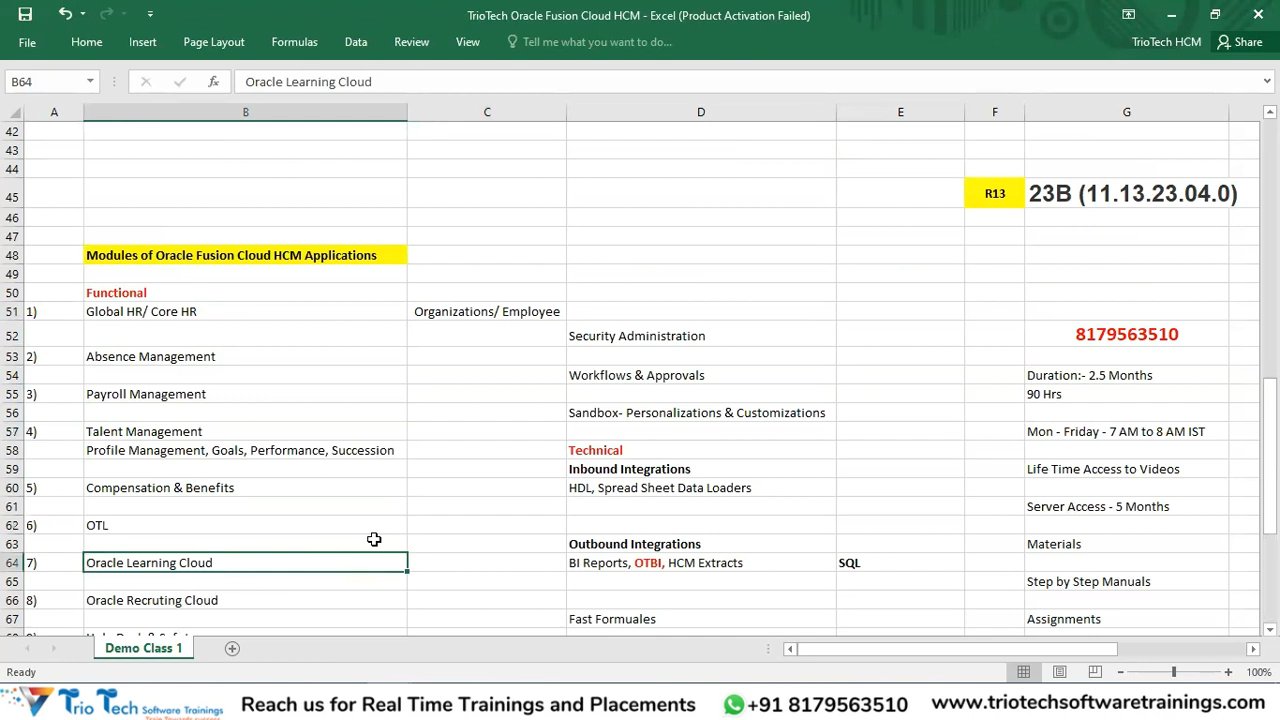 TrioTech Oracle Fusion Cloud HCM - Excel (Product Activation Failed)
File Home Insert Page Layout Formulas Data Review View Tell me what you want to do... TrioTech HCM Share
B64 fx Oracle Learning Cloud
A B C D E F G
42
43
44
45 R13 23B (11.13.23.04.0)
46
47
48 Modules of Oracle Fusion Cloud HCM Applications
49
50 Functional
51 1) Global HR/ Core HR Organizations/ Employee
52 Security Administration 8179563510
53 2) Absence Management
54 Workflows & Approvals Duration:- 2.5 Months
55 3) Payroll Management 90 Hrs
56 Sandbox- Personalizations & Customizations
57 4) Talent Management Mon - Friday - 7 AM to 8 AM IST
58 Profile Management, Goals, Performance, Succession Technical
59 Inbound Integrations Life Time Access to Videos
60 5) Compensation & Benefits HDL, Spread Sheet Data Loaders
61 Server Access - 5 Months
62 6) OTL
63 Outbound Integrations Materials
64 7) Oracle Learning Cloud BI Reports, OTBI, HCM Extracts SQL
65 Step by Step Manuals
66 8) Oracle Recruting Cloud
67 Fast Formuales Assignments
Demo Class 1
Ready 100%
Trio Tech Software Trainings Reach us for Real Time Trainings and Placements +91 8179563510 www.triotechsoftwaretrainings.com